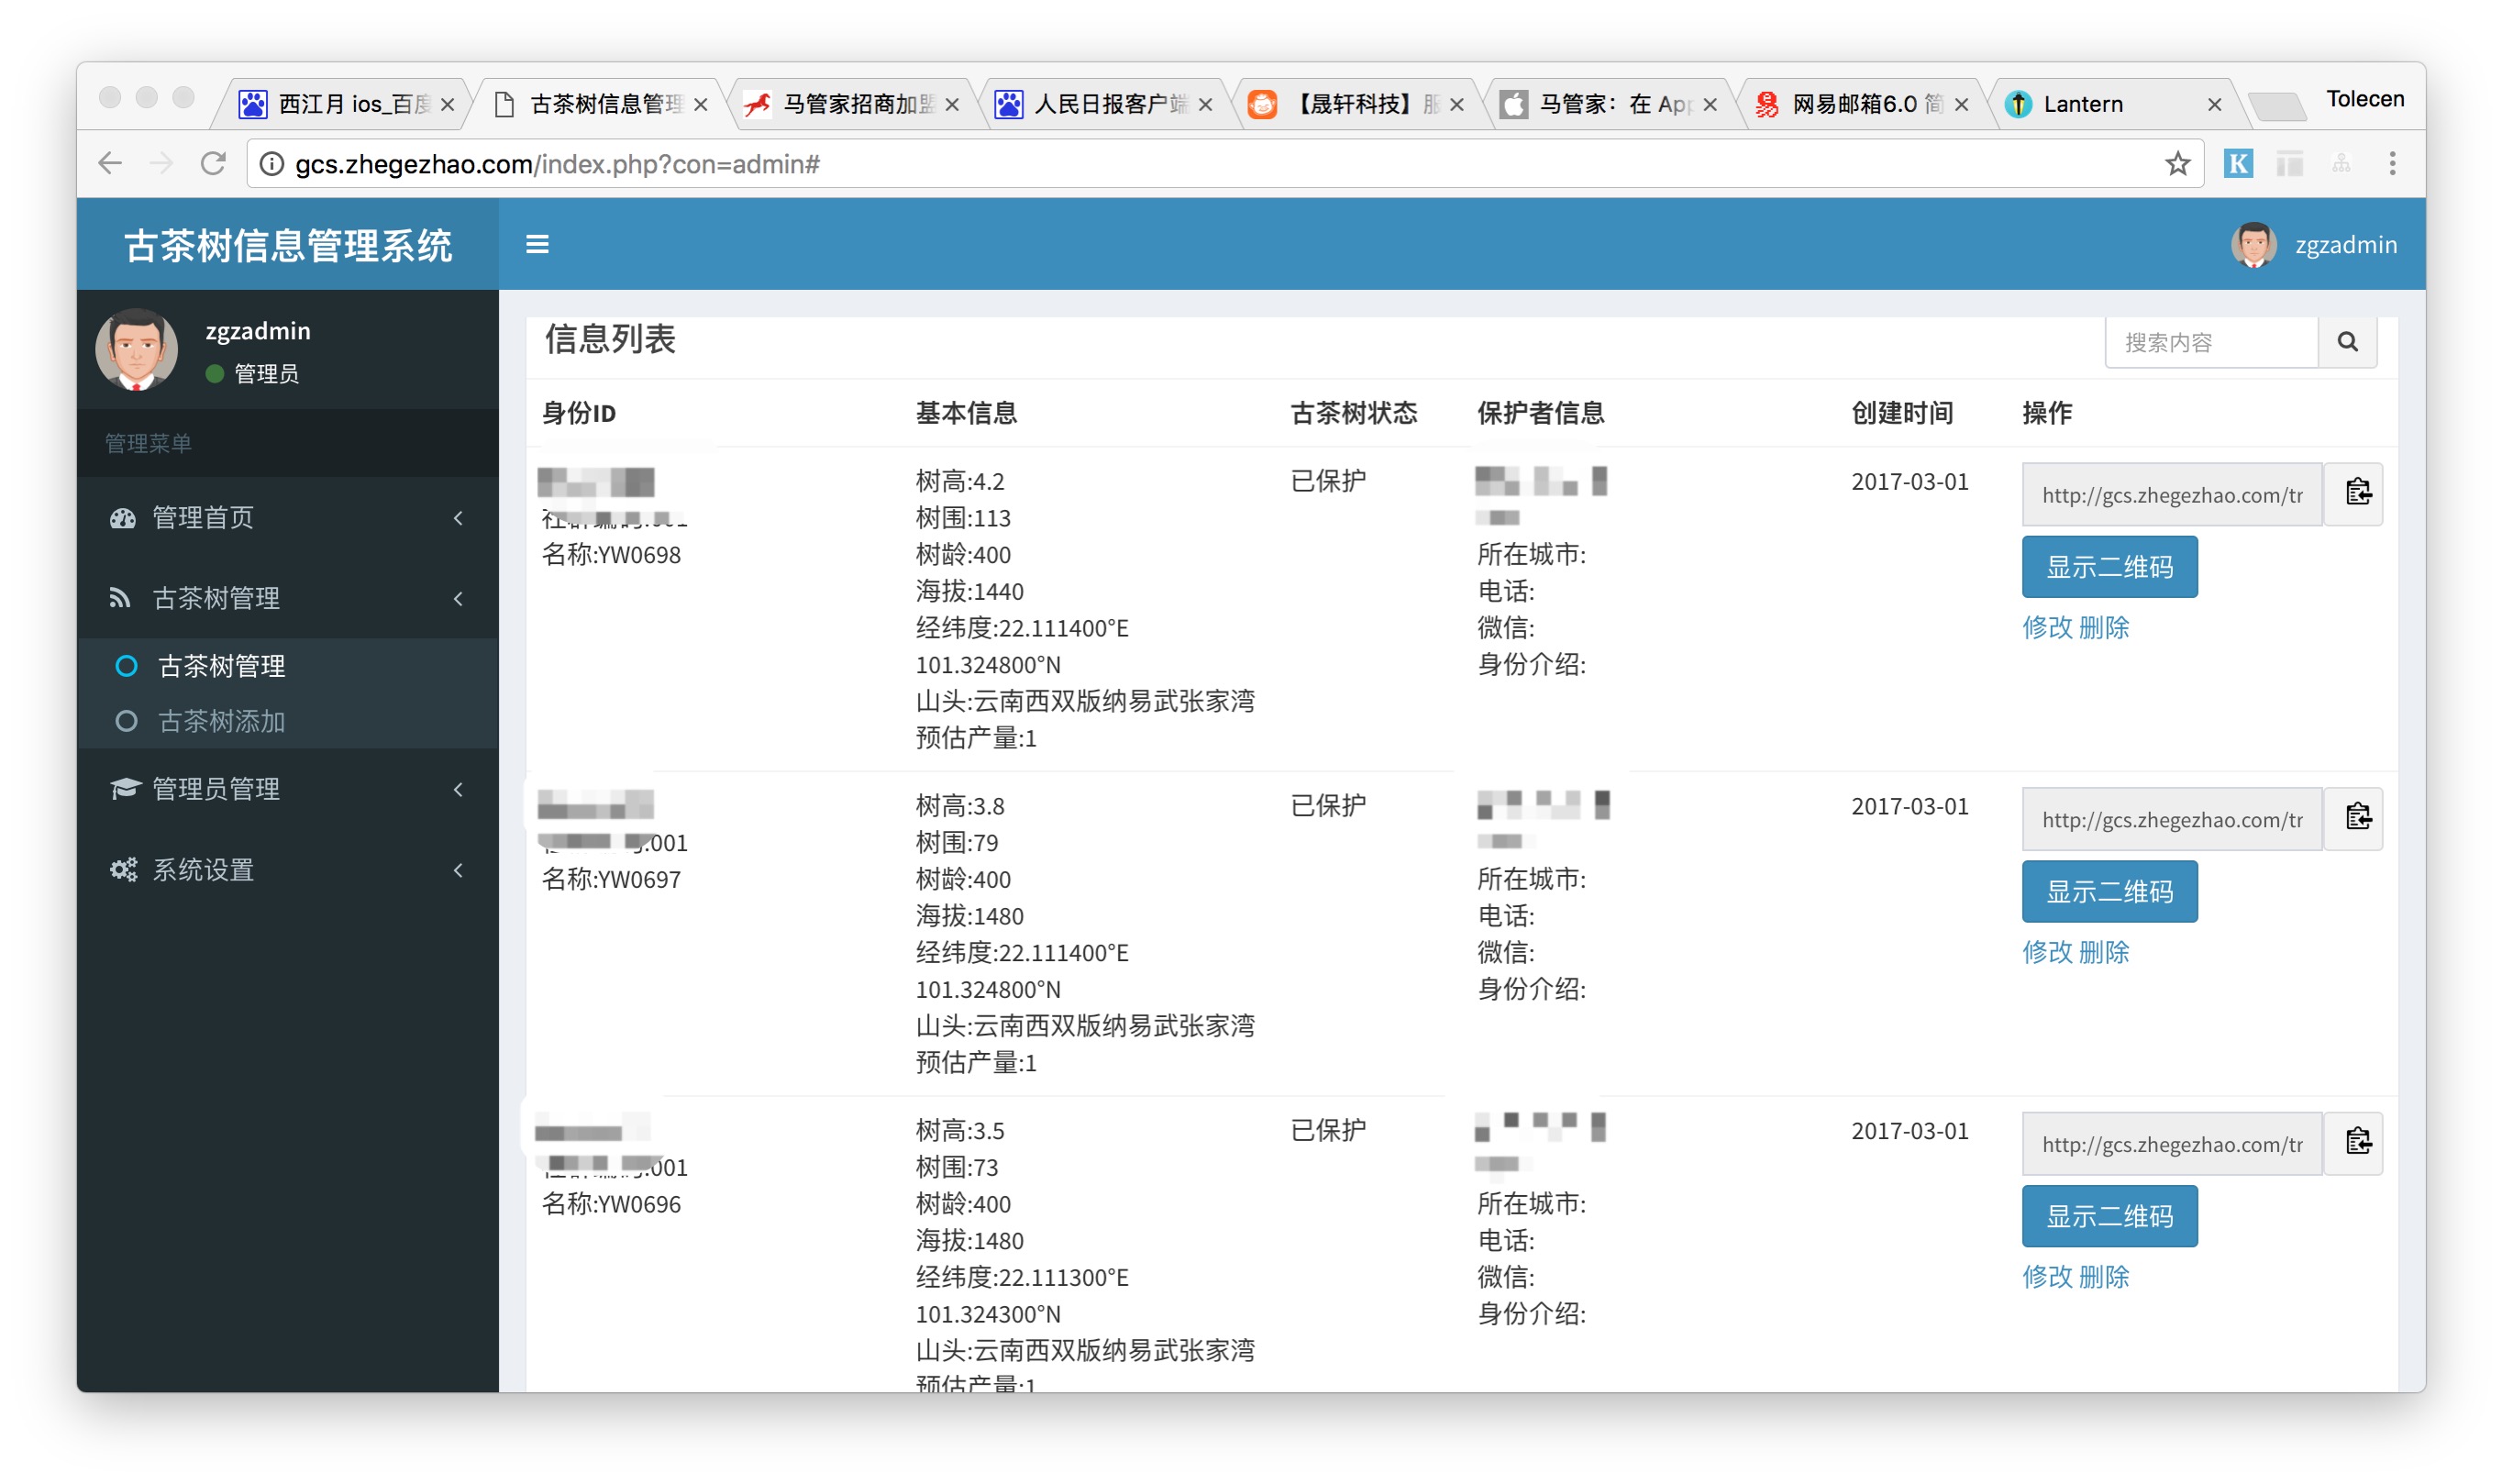 西江月 ios_百度
古茶树信息管理
马管家招商加盟
人民日报客户端
【晟轩科技】服
马管家：在 App
网易邮箱6.0 简
Lantern
Tolecen
gcs.zhegezhao.com/index.php?con=admin#
K
古茶树信息管理系统
zgzadmin
zgzadmin
管理员
管理菜单
管理首页
古茶树管理
古茶树管理
古茶树添加
管理员管理
系统设置
信息列表
搜索内容
身份ID
基本信息
古茶树状态
保护者信息
创建时间
操作
名称:YW0698
树高:4.2
树围:113
树龄:400
海拔:1440
经纬度:22.111400°E
101.324800°N
山头:云南西双版纳易武张家湾
预估产量:1
已保护
所在城市:
电话:
微信:
身份介绍:
2017-03-01
http://gcs.zhegezhao.com/tr
显示二维码
修改 删除
:001
名称:YW0697
树高:3.8
树围:79
树龄:400
海拔:1480
经纬度:22.111400°E
101.324800°N
山头:云南西双版纳易武张家湾
预估产量:1
已保护
所在城市:
电话:
微信:
身份介绍:
2017-03-01
http://gcs.zhegezhao.com/tr
显示二维码
修改 删除
001
名称:YW0696
树高:3.5
树围:73
树龄:400
海拔:1480
经纬度:22.111300°E
101.324300°N
山头:云南西双版纳易武张家湾
预估产量:1
已保护
所在城市:
电话:
微信:
身份介绍:
2017-03-01
http://gcs.zhegezhao.com/tr
显示二维码
修改 删除